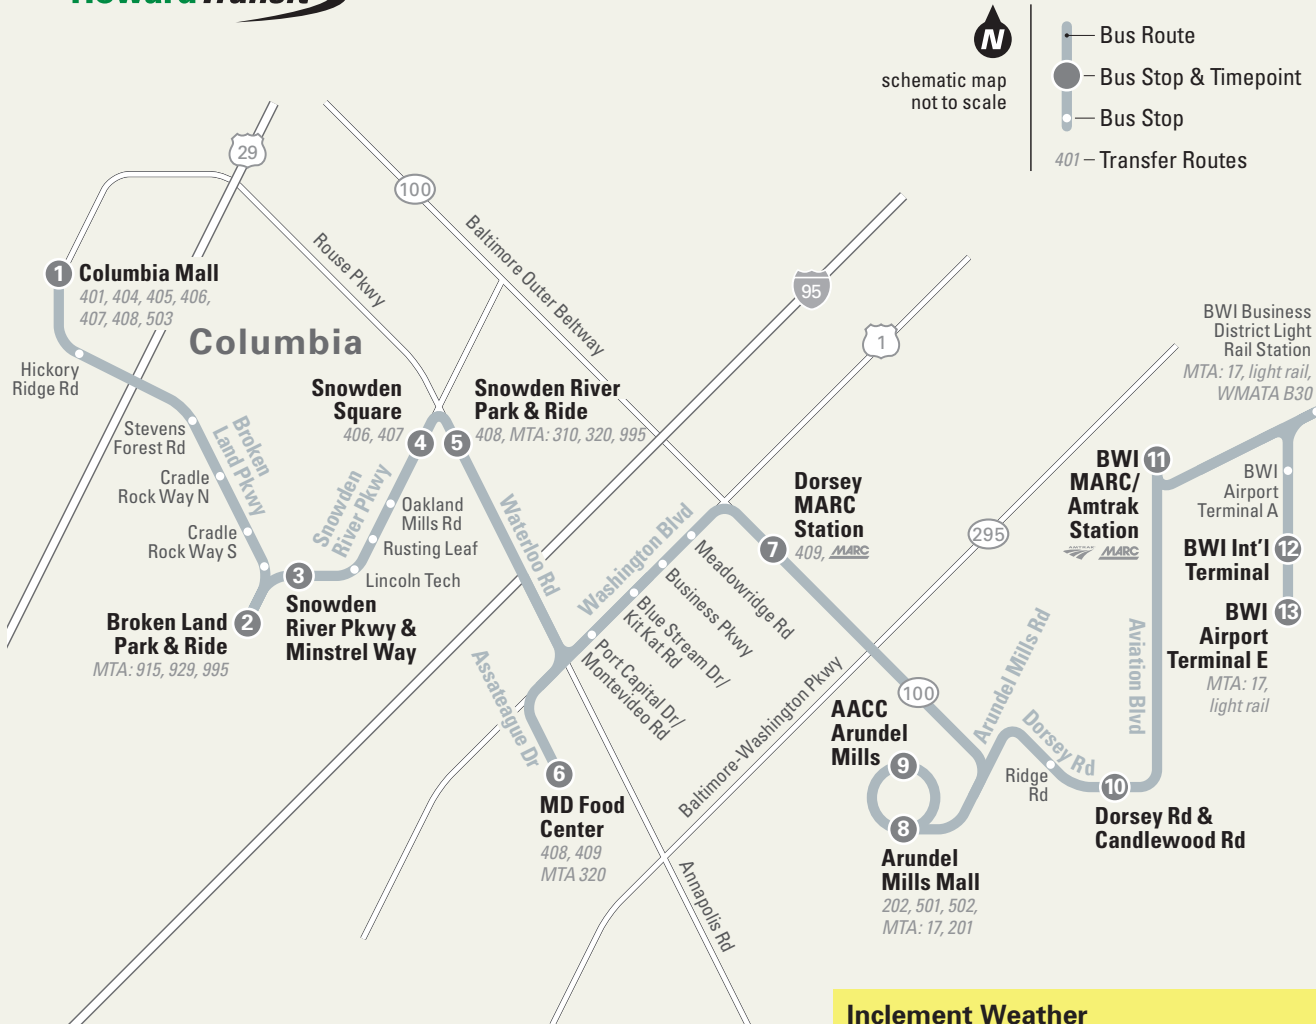 Howard Transit
N
schematic map
not to scale
Bus Route
Bus Stop & Timepoint
Bus Stop
401 – Transfer Routes
29
100
Rouse Pkwy
Baltimore Outer Beltway
95
1
1
Columbia Mall
401, 404, 405, 406,
407, 408, 503
Columbia
Hickory
Ridge Rd
Stevens
Forest Rd
Broken
Land Pkwy
Cradle
Rock Way N
Cradle
Rock Way S
Snowden
Square
406, 407
4
5
Snowden River
Park & Ride
408, MTA: 310, 320, 995
Snowden
River Pkwy
Oakland
Mills Rd
Rusting Leaf
Lincoln Tech
3
Snowden
River Pkwy &
Minstrel Way
2
Broken Land
Park & Ride
MTA: 915, 929, 995
Waterloo Rd
Washington Blvd
Meadowridge Rd
Business Pkwy
Blue Stream Dr/
Kit Kat Rd
Port Capital Dr/
Montevideo Rd
Assateague Dr
6
MD Food
Center
408, 409
MTA 320
Dorsey
MARC
Station
7
409, MARC
295
Baltimore-Washington Pkwy
Annapolis Rd
100
AACC
Arundel
Mills
9
8
Arundel
Mills Mall
202, 501, 502,
MTA: 17, 201
Arundel Mills Rd
Dorsey Rd
Ridge
Rd
10
Dorsey Rd &
Candlewood Rd
Aviation Blvd
11
BWI
MARC/
Amtrak
Station
AMTRAK MARC
BWI Business
District Light
Rail Station
MTA: 17, light rail,
WMATA B30
BWI
Airport
Terminal A
BWI Int'l
Terminal
12
BWI
Airport
Terminal E
13
MTA: 17,
light rail
Inclement Weather